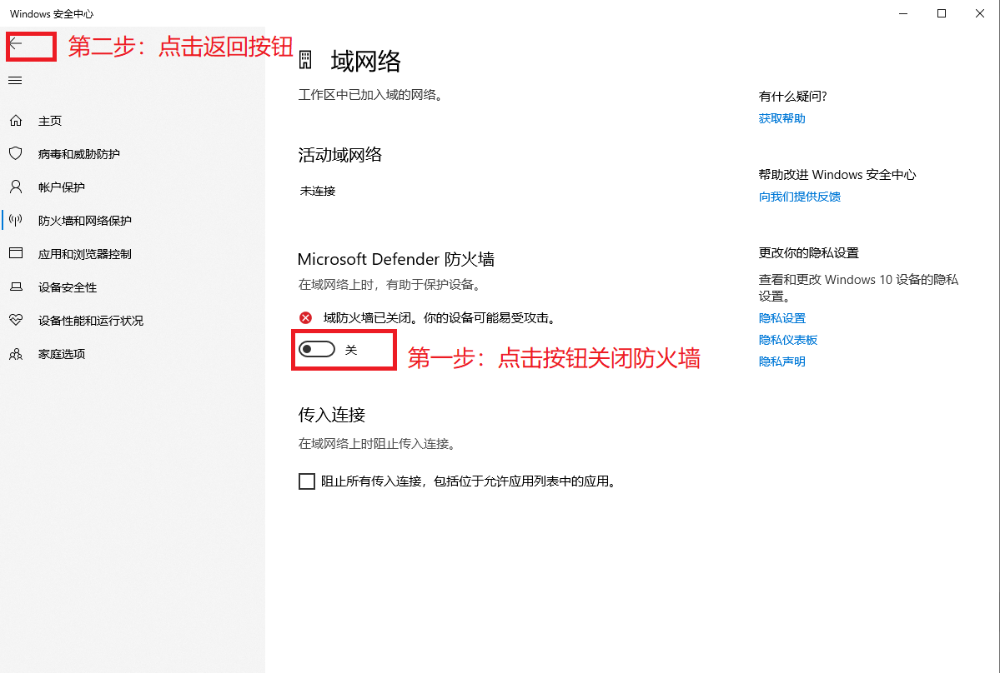 Windows 安全中心
第二步：点击返回按钮
主页
病毒和威胁防护
帐户保护
防火墙和网络保护
应用和浏览器控制
设备安全性
设备性能和运行状况
家庭选项
域网络
工作区中已加入域的网络。
活动域网络
未连接
Microsoft Defender 防火墙
在域网络上时，有助于保护设备。
域防火墙已关闭。你的设备可能易受攻击。
关
第一步：点击按钮关闭防火墙
传入连接
在域网络上时阻止传入连接。
阻止所有传入连接，包括位于允许应用列表中的应用。
有什么疑问?
获取帮助
帮助改进 Windows 安全中心
向我们提供反馈
更改你的隐私设置
查看和更改 Windows 10 设备的隐私
设置。
隐私设置
隐私仪表板
隐私声明